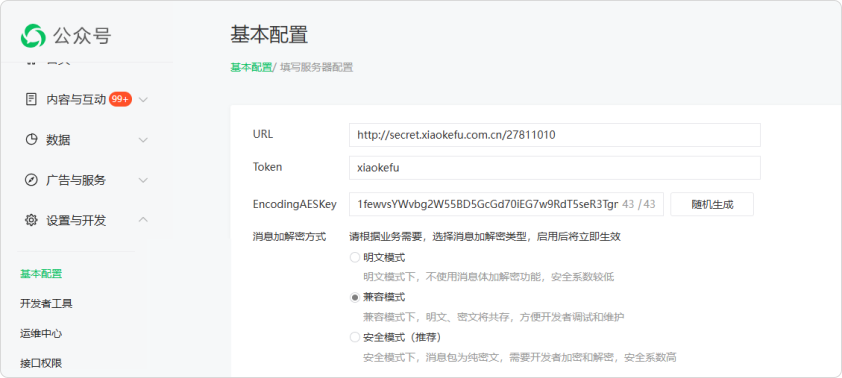 公众号
基本配置
基本配置/ 填写服务器配置
内容与互动 99+
数据
广告与服务
设置与开发
基本配置
开发者工具
运维中心
接口权限
URL http://secret.xiaokefu.com.cn/27811010
Token xiaokefu
EncodingAESKey 1fewvsYWvbg2W55BD5GcGd70iEG7w9RdT5seR3Tgr 43 / 43 随机生成
消息加解密方式 请根据业务需要，选择消息加解密类型，启用后将立即生效
明文模式
明文模式下，不使用消息体加解密功能，安全系数较低
兼容模式
兼容模式下，明文、密文将共存，方便开发者调试和维护
安全模式（推荐）
安全模式下，消息包为纯密文，需要开发者加密和解密，安全系数高